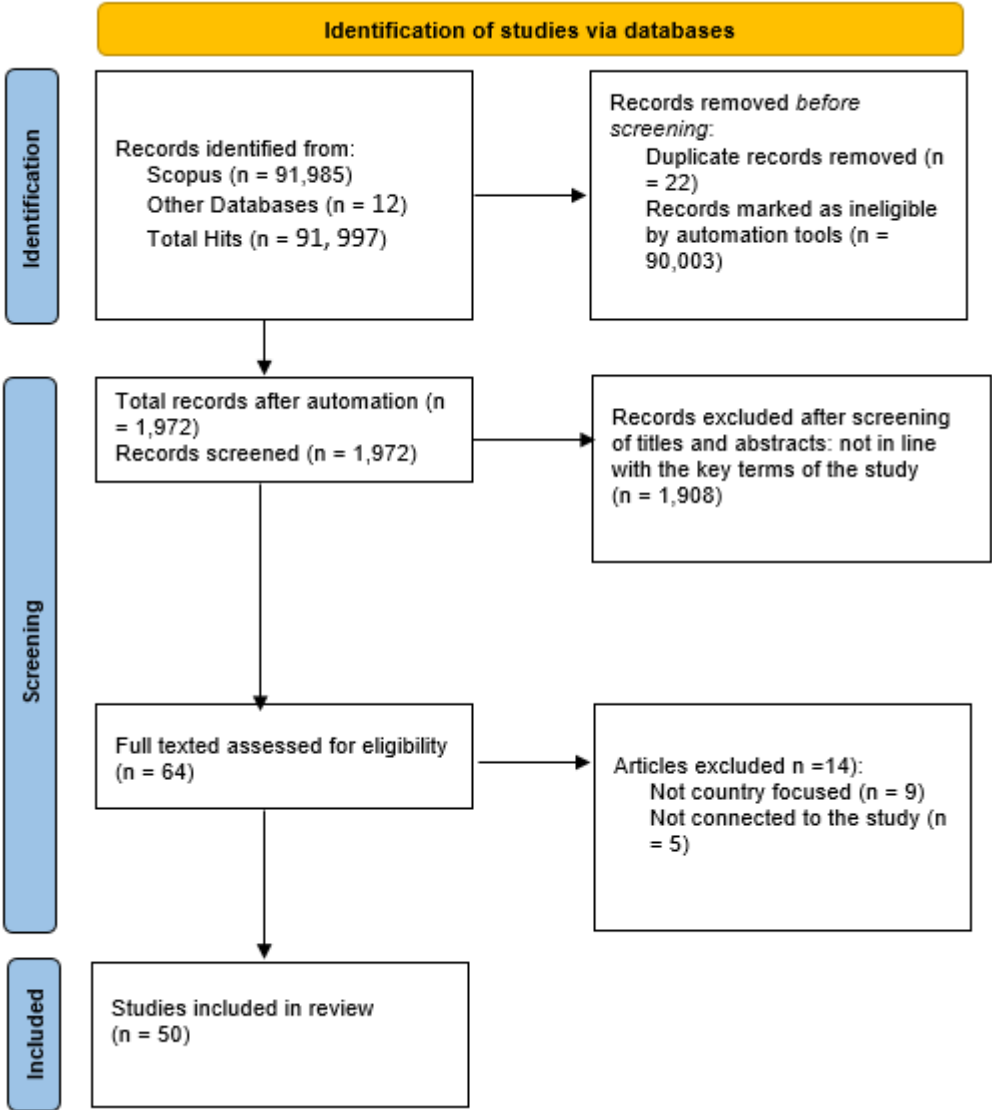 Identification of studies via databases
Identification
Records identified from:
Scopus (n = 91,985)
Other Databases (n = 12)
Total Hits (n = 91, 997)
Records removed before
screening:
Duplicate records removed (n
= 22)
Records marked as ineligible
by automation tools (n =
90,003)
Screening
Total records after automation (n
= 1,972)
Records screened (n = 1,972)
Records excluded after screening
of titles and abstracts: not in line
with the key terms of the study
(n = 1,908)
Full texted assessed for eligibility
(n = 64)
Articles excluded n =14):
Not country focused (n = 9)
Not connected to the study (n
= 5)
Included
Studies included in review
(n = 50)